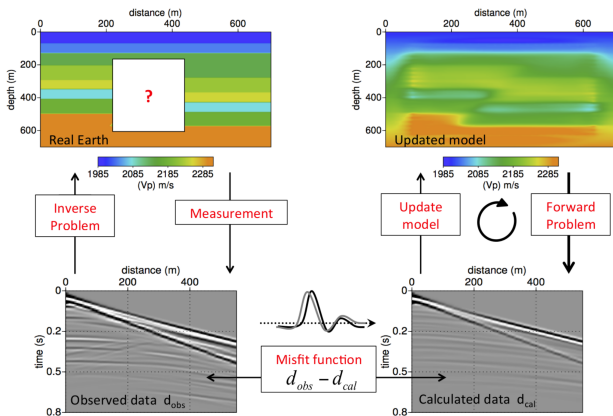 distance (m)
0 200 400 600
depth (m)
0
200
400
600
?
Real Earth
1985 2085 2185 2285
(Vp) m/s
distance (m)
0 200 400 600
depth (m)
0
200
400
600
Updated model
1985 2085 2185 2285
(Vp) m/s
Inverse
Problem
Measurement
Update
model
Forward
Problem
distance (m)
0 200 400
time (s)
0
0.2
0.5
0.8
Observed data d_obs
Misfit function
d_obs − d_cal
distance (m)
0 200 400
time (s)
0
0.2
0.5
0.8
Calculated data d_cal